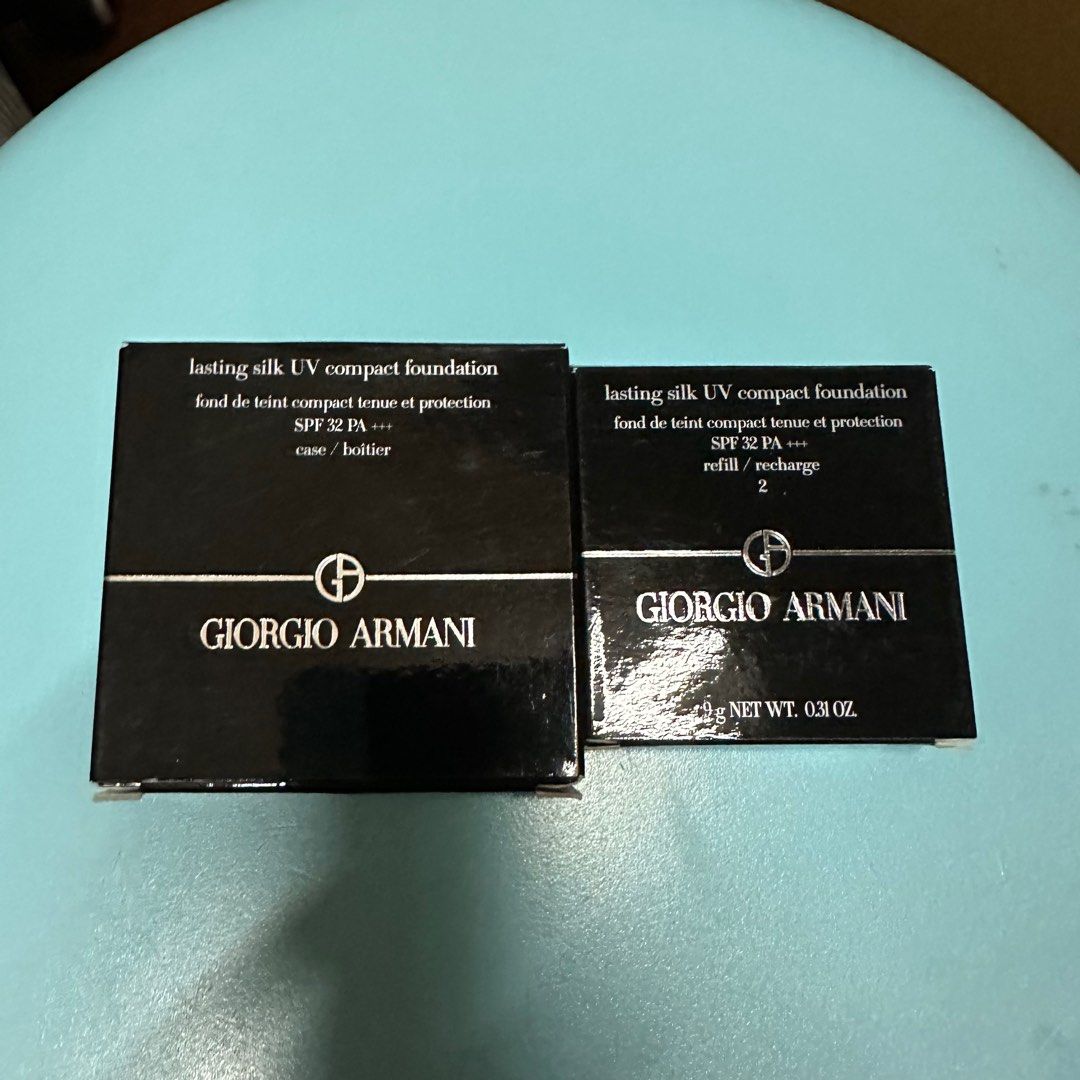 lasting silk UV compact foundation
fond de teint compact tenue et protection
SPF 32 PA +++
case / boîtier
GA
GIORGIO ARMANI
lasting silk UV compact foundation
fond de teint compact tenue et protection
SPF 32 PA +++
refill / recharge
2
GA
GIORGIO ARMANI
9 g NET WT. 0.31 OZ.